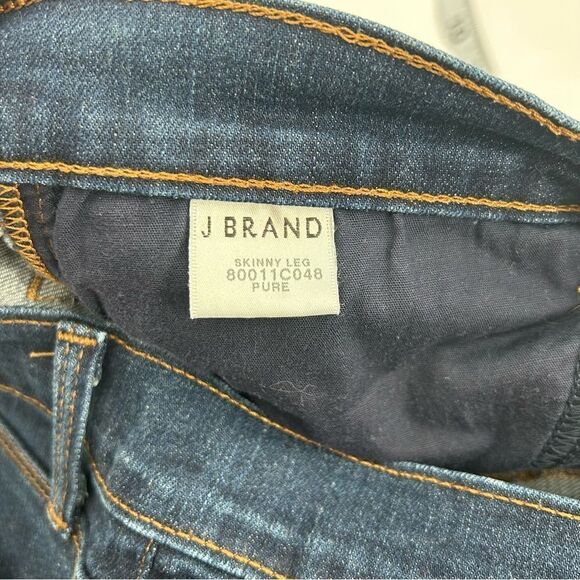 J BRAND
SKINNY LEG
80011C048
PURE